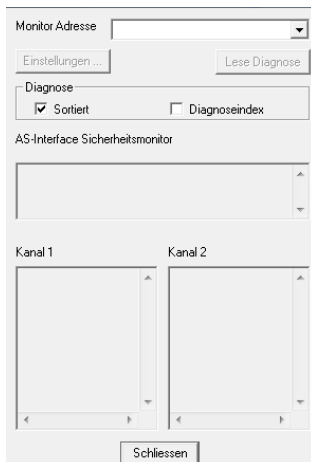 Monitor Adresse
Einstellungen ... Lese Diagnose
Diagnose
Sortiert Diagnoseindex
AS-Interface Sicherheitsmonitor
Kanal 1 Kanal 2
Schliessen